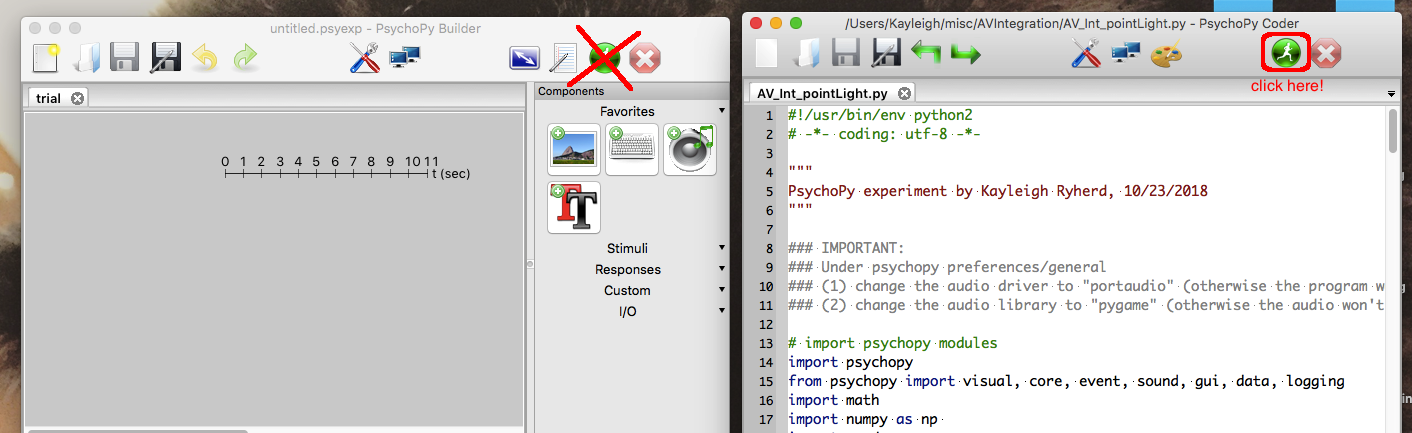 untitled.psyexp - PsychoPy Builder
trial
0 1 2 3 4 5 6 7 8 9 10 11
t (sec)
Components
Favorites
Stimuli
Responses
Custom
I/O
/Users/Kayleigh/misc/AVIntegration/AV_Int_pointLight.py - PsychoPy Coder
click here!
AV_Int_pointLight.py
1 #!/usr/bin/env python2
2 # -*- coding: utf-8 -*-
3
4 """
5 PsychoPy experiment by Kayleigh Ryherd, 10/23/2018
6 """
7
8 ### IMPORTANT:
9 ### Under psychopy preferences/general
10 ### (1) change the audio driver to "portaudio" (otherwise the program w
11 ### (2) change the audio library to "pygame" (otherwise the audio won't
12
13 # import psychopy modules
14 import psychopy
15 from psychopy import visual, core, event, sound, gui, data, logging
16 import math
17 import numpy as np